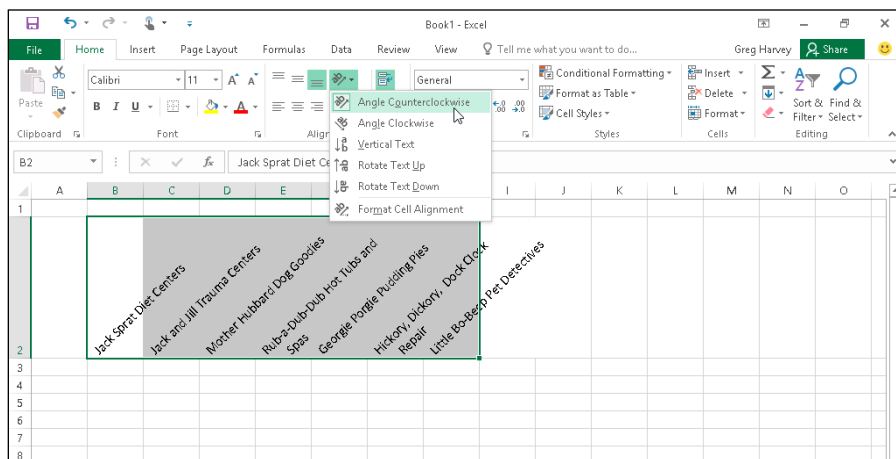 Book1 - Excel
File Home Insert Page Layout Formulas Data Review View Tell me what you want to do... Greg Harvey Share
Paste
Clipboard
Calibri 11 A A
B I U A
Font
Align
General
.00 .0
.00 .00
Conditional Formatting
Format as Table
Cell Styles
Styles
Insert
Delete
Format
Cells
Sort & Filter
Find & Select
Editing
Angle Counterclockwise
Angle Clockwise
Vertical Text
Rotate Text Up
Rotate Text Down
Format Cell Alignment
B2 fx Jack Sprat Diet Ce
A B C D E I J K L M N O
1
2
Jack Sprat Diet Centers
Jack and Jill Trauma Centers
Mother Hubbard Dog Goodies
Rub-a-Dub-Dub Hot Tubs and
Spas
Georgie Porgie Pudding Pies
Hickory, Dickory, Dock Clock
Repair
Little Bo-Beep Pet Detectives
3
4
5
6
7
8